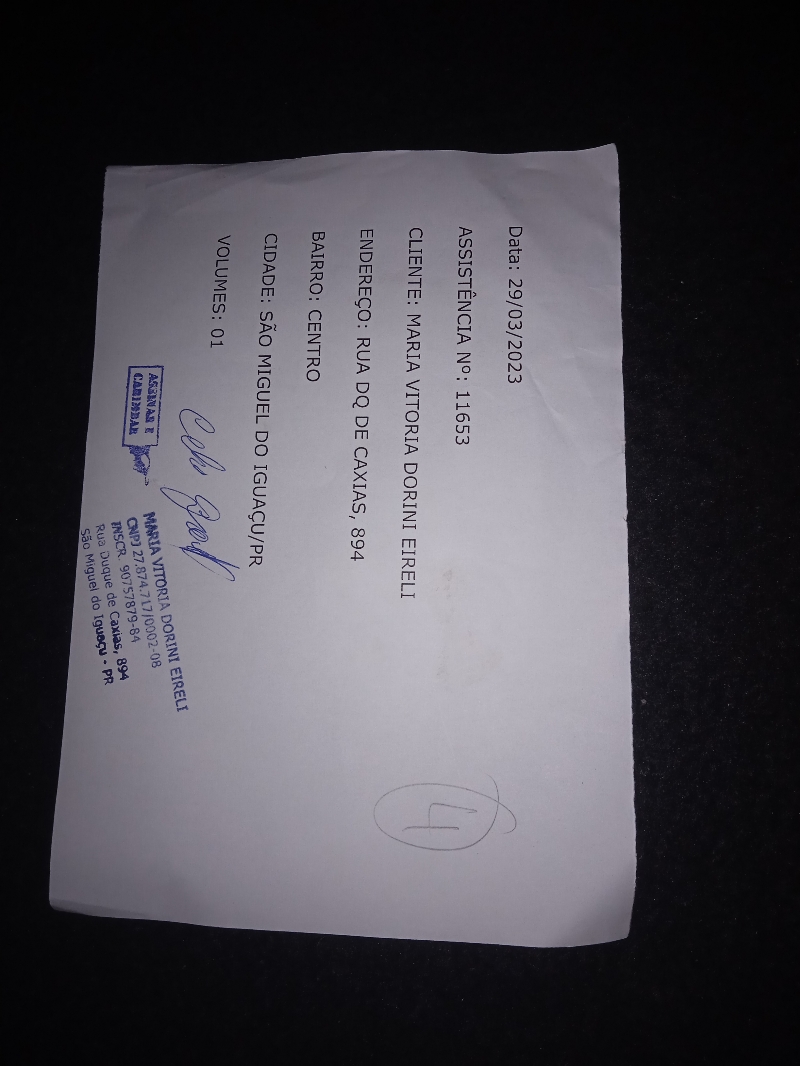 Data: 29/03/2023
ASSISTÊNCIA Nº: 11653
CLIENTE: MARIA VITORIA DORINI EIRELI
ENDEREÇO: RUA DQ DE CAXIAS, 894
BAIRRO: CENTRO
CIDADE: SÃO MIGUEL DO IGUAÇU/PR
VOLUMES: 01
4
ASSINAR E
CARIMBAR
MARIA VITORIA DORINI EIRELI
CNPJ 27.874.717/0002-08
INSCR. 90757879-84
Rua Duque de Caxias, 894
São Miguel do Iguaçu - PR